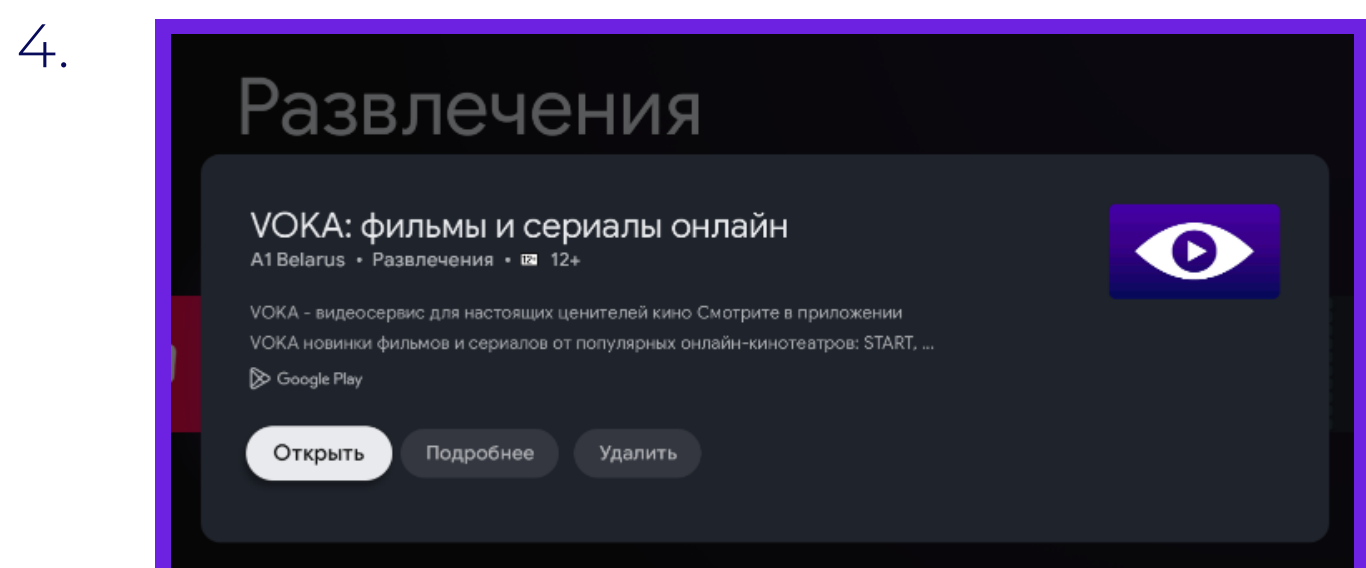 4.
Развлечения
VOKA: фильмы и сериалы онлайн
A1 Belarus • Развлечения • 12+ 12+
VOKA - видеосервис для настоящих ценителей кино Смотрите в приложении
VOKA новинки фильмов и сериалов от популярных онлайн-кинотеатров: START, ...
Google Play
Открыть Подробнее Удалить